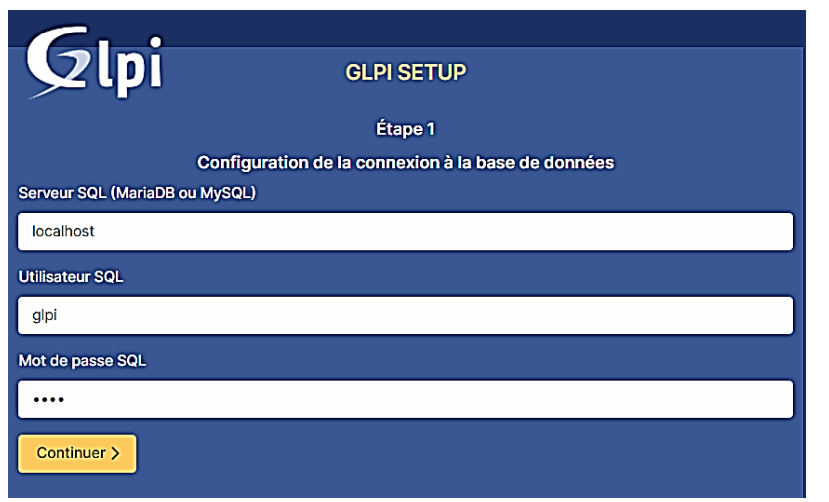 Glpi
GLPI SETUP
Étape 1
Configuration de la connexion à la base de données
Serveur SQL (MariaDB ou MySQL)
localhost
Utilisateur SQL
glpi
Mot de passe SQL
••••
Continuer >